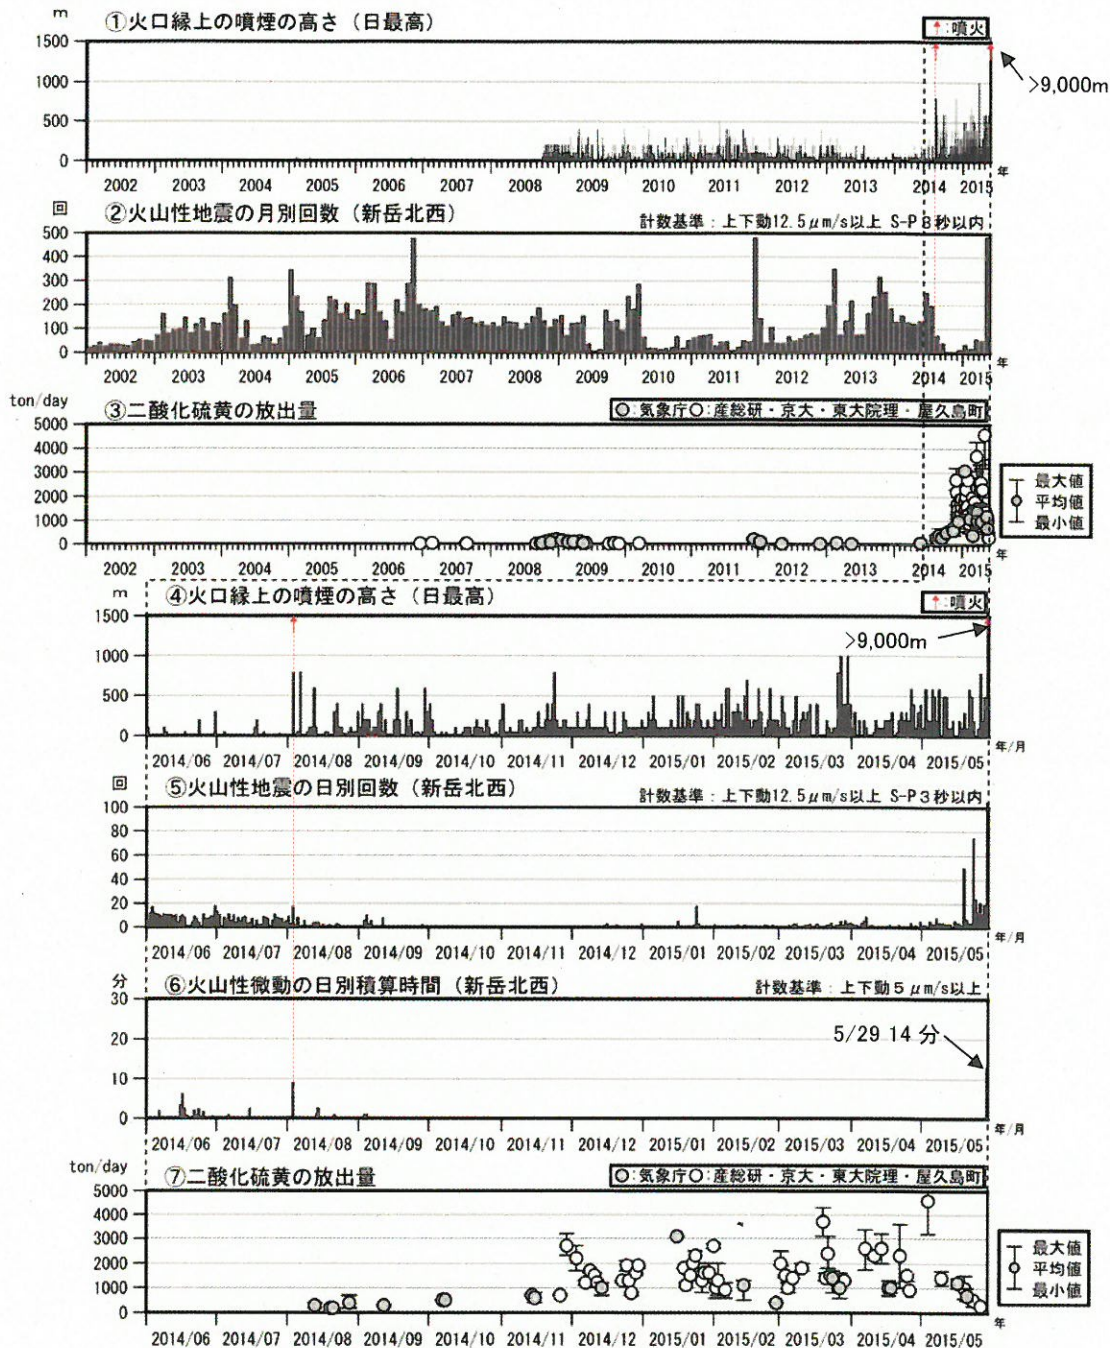 m ①火口縁上の噴煙の高さ（日最高）
↑:噴火
1500
1000
500
0
>9,000m
2002 2003 2004 2005 2006 2007 2008 2009 2010 2011 2012 2013 2014 2015 年
回 ②火山性地震の月別回数（新岳北西） 計数基準：上下動12.5μm/s以上 S-P 3秒以内
500
400
300
200
100
0
2002 2003 2004 2005 2006 2007 2008 2009 2010 2011 2012 2013 2014 2015 年
ton/day ③二酸化硫黄の放出量 ○:気象庁○:産総研・京大・東大院理・屋久島町
5000
4000
3000
2000
1000
0
最大値
平均値
最小値
2002 2003 2004 2005 2006 2007 2008 2009 2010 2011 2012 2013 2014 2015 年
m ④火口縁上の噴煙の高さ（日最高） ↑:噴火
1500
1000
500
0
>9,000m
2014/06 2014/07 2014/08 2014/09 2014/10 2014/11 2014/12 2015/01 2015/02 2015/03 2015/04 2015/05 年/月
回 ⑤火山性地震の日別回数（新岳北西） 計数基準：上下動12.5μm/s以上 S-P３秒以内
100
80
60
40
20
0
2014/06 2014/07 2014/08 2014/09 2014/10 2014/11 2014/12 2015/01 2015/02 2015/03 2015/04 2015/05 年/月
分 ⑥火山性微動の日別積算時間（新岳北西） 計数基準：上下動５μm/s以上
30
20
10
0
5/29 14 分
2014/06 2014/07 2014/08 2014/09 2014/10 2014/11 2014/12 2015/01 2015/02 2015/03 2015/04 2015/05 年/月
ton/day ⑦二酸化硫黄の放出量 ○:気象庁○:産総研・京大・東大院理・屋久島町
5000
4000
3000
2000
1000
0
最大値
平均値
最小値
2014/06 2014/07 2014/08 2014/09 2014/10 2014/11 2014/12 2015/01 2015/02 2015/03 2015/04 2015/05 年